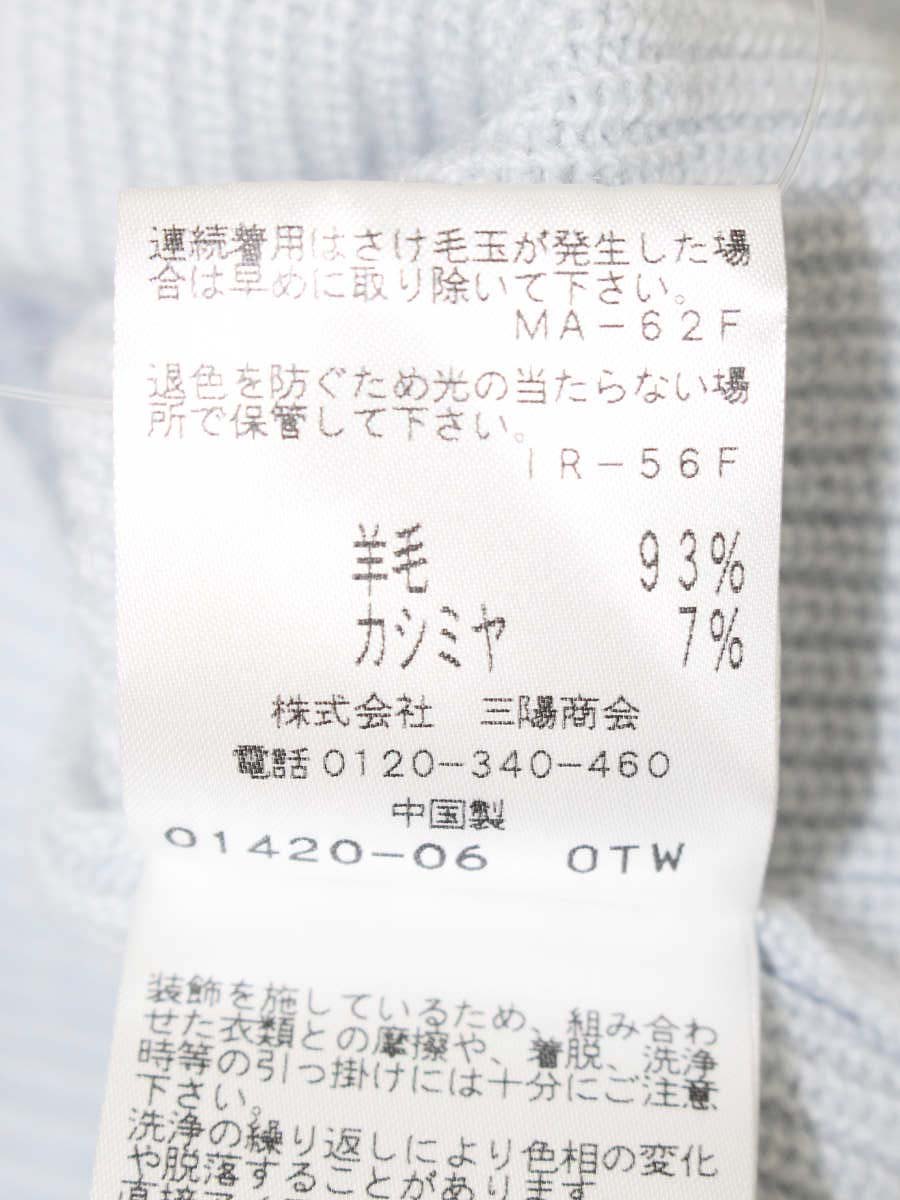 連続着用はさけ毛玉が発生した場
合は早めに取り除いて下さい。
MA-62F
退色を防ぐため光の当たらない場
所で保管して下さい。
IR-56F
羊毛 93%
カシミヤ 7%
株式会社 三陽商会
電話0120-340-460
中国製
01420-06 0TW
装飾を施しているため、組み合わ
せた衣類との摩擦や、着脱、洗浄
時等の引っ掛けには十分にご注意
下さい。
洗浄の繰り返しにより色相の変化
や脱落することがあります